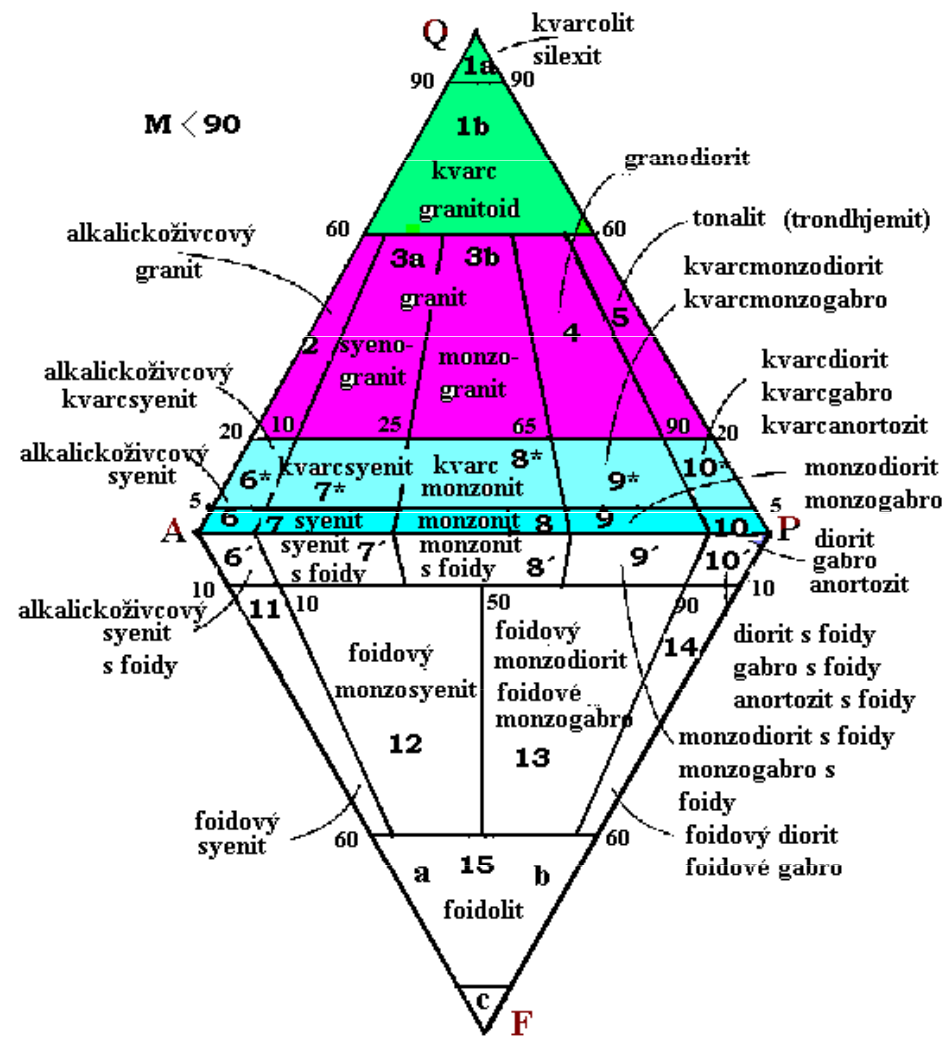 Q
kvarcolit
silexit
1a
90
90
M < 90
1b
kvarc
granitoid
granodiorit
60
60
tonalit (trondhjemit)
alkalickoživcový
granit
3a
3b
granit
kvarcmonzodiorit
kvarcmonzogabro
2
syeno-
granit
monzo-
granit
4
5
alkalickoživcový
kvarcsyenit
kvarcdiorit
kvarcgabro
kvarcanortozit
20
10
25
65
90
20
alkalickoživcový
syenit
6*
kvarcsyenit
7*
kvarc
monzonit
8*
9*
10*
monzodiorit
monzogabro
5
5
A
6
7
syenit
monzonit
8
9
10
P
6´
syenit
s foidy
7´
monzonit
s foidy
8´
9´
10´
diorit
gabro
anortozit
10
10
alkalickoživcový
syenit
s foidy
11
10
50
90
14
foidový
monzosyenit
12
foidový
monzodiorit
foidové
monzogabro
13
diorit s foidy
gabro s foidy
anortozit s foidy
monzodiorit s foidy
monzogabro s
foidy
foidový
syenit
60
60
foidový diorit
foidové gabro
a
15
b
foidolit
c
F